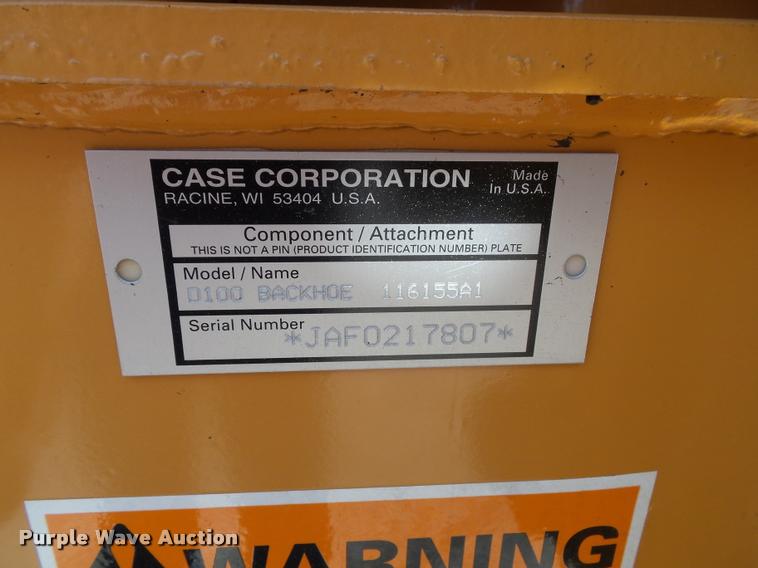 CASE CORPORATION
RACINE, WI 53404 U.S.A.
Made
In U.S.A.
Component / Attachment
THIS IS NOT A PIN (PRODUCT IDENTIFICATION NUMBER) PLATE
Model / Name
D100 BACKHOE 116155A1
Serial Number
*JAF0217807*
WARNING
Purple Wave Auction